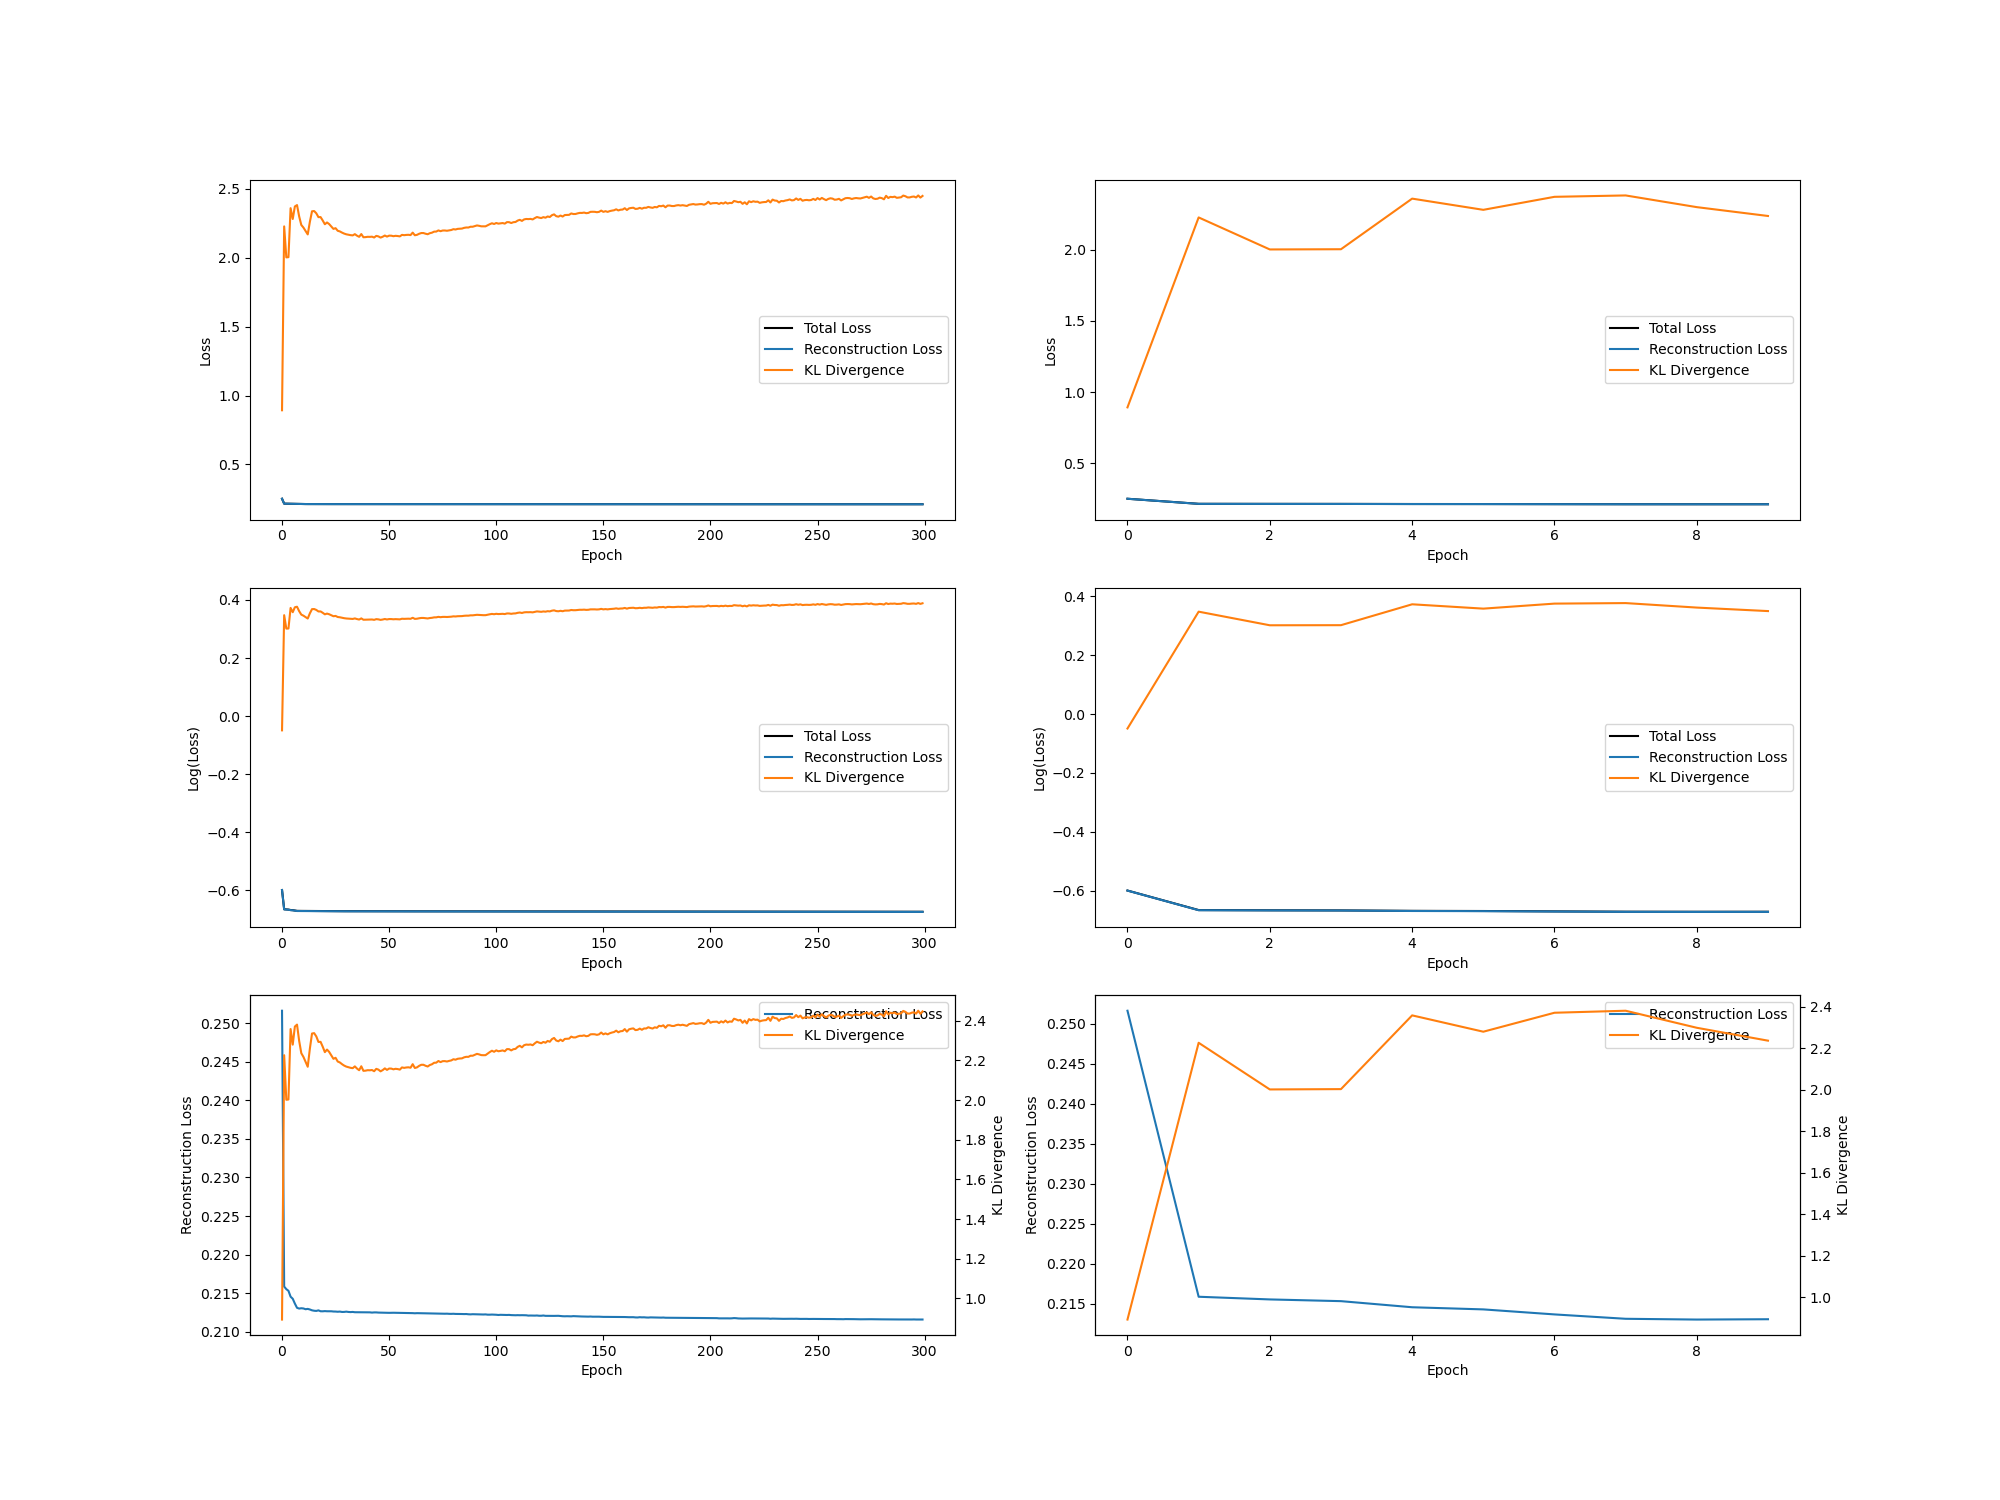 2.5
2.0
1.5
1.0
0.5
Loss
Total Loss
Reconstruction Loss
KL Divergence
0 50 100 150 200 250 300
Epoch
2.0
1.5
1.0
0.5
Loss
Total Loss
Reconstruction Loss
KL Divergence
0 2 4 6 8
Epoch
0.4
0.2
0.0
−0.2
−0.4
−0.6
Log(Loss)
Total Loss
Reconstruction Loss
KL Divergence
0 50 100 150 200 250 300
Epoch
0.4
0.2
0.0
−0.2
−0.4
−0.6
Log(Loss)
Total Loss
Reconstruction Loss
KL Divergence
0 2 4 6 8
Epoch
0.250
0.245
0.240
0.235
0.230
0.225
0.220
0.215
0.210
Reconstruction Loss
Reconstruction Loss
KL Divergence
2.4
2.2
2.0
1.8
1.6
1.4
1.2
1.0
KL Divergence
0 50 100 150 200 250 300
Epoch
0.250
0.245
0.240
0.235
0.230
0.225
0.220
0.215
Reconstruction Loss
Reconstruction Loss
KL Divergence
2.4
2.2
2.0
1.8
1.6
1.4
1.2
1.0
KL Divergence
0 2 4 6 8
Epoch